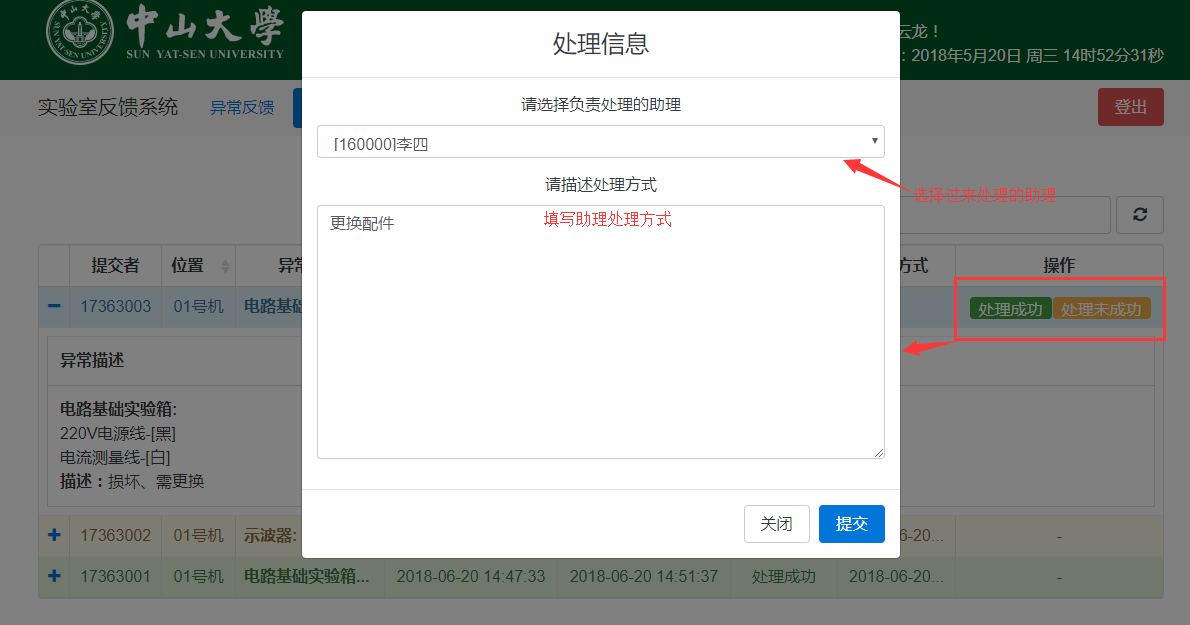 中山大學
SUN YAT-SEN UNIVERSITY
云龙！
：2018年5月20日 周三 14时52分31秒
实验室反馈系统
异常反馈
登出
处理信息
请选择负责处理的助理
[160000]李四
选择过来处理的助理
请描述处理方式
更换配件
填写助理处理方式
提交者 位置 异常 方式 操作
17363003 01号机 电路基础 处理成功 处理未成功
异常描述
电路基础实验箱:
220V电源线-[黑]
电流测量线-[白]
描述：损坏、需更换
关闭 提交
17363002 01号机 示波器: 6-20... -
17363001 01号机 电路基础实验箱... 2018-06-20 14:47:33 2018-06-20 14:51:37 处理成功 2018-06-20... -